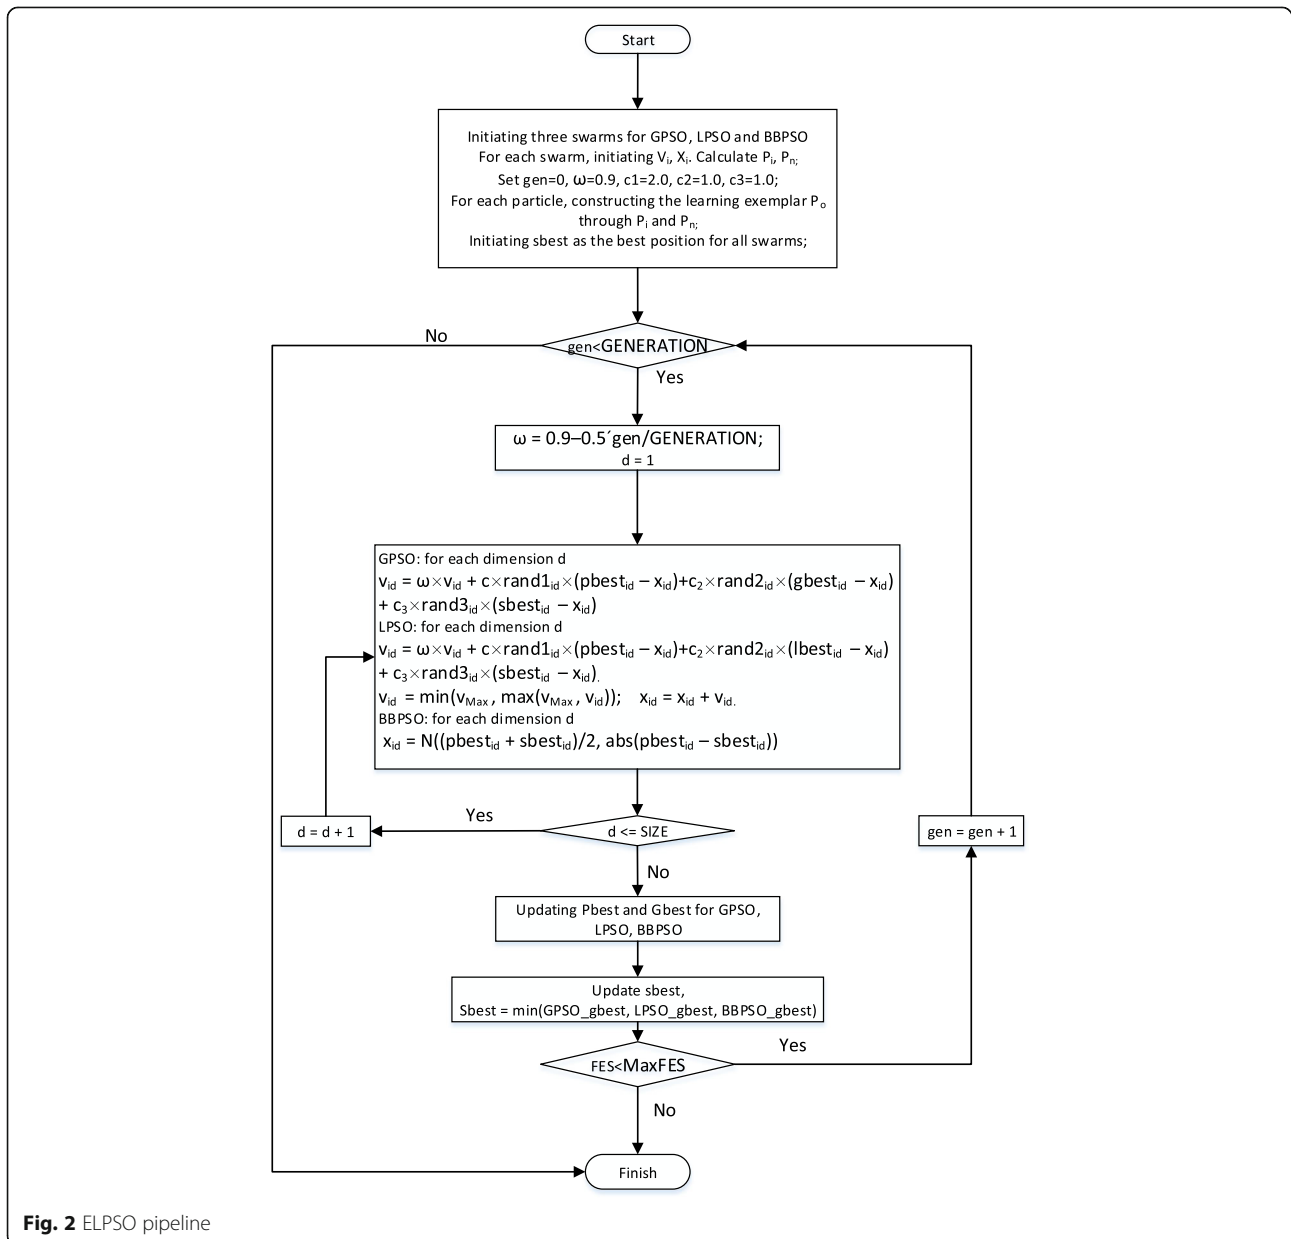 Start
Initiating three swarms for GPSO, LPSO and BBPSO
For each swarm, initiating Vi, Xi. Calculate Pi, Pn;
Set gen=0, ω=0.9, c1=2.0, c2=1.0, c3=1.0;
For each particle, constructing the learning exemplar Po
through Pi and Pn;
Initiating sbest as the best position for all swarms;
No
gen<GENERATION
Yes
ω = 0.9–0.5´gen/GENERATION;
d = 1
GPSO: for each dimension d
vid = ω×vid + c×rand1id×(pbestid − xid)+c2×rand2id×(gbestid − xid)
+ c3×rand3id×(sbestid − xid)
LPSO: for each dimension d
vid = ω×vid + c×rand1id×(pbestid − xid)+c2×rand2id×(lbestid − xid)
+ c3×rand3id×(sbestid − xid).
vid = min(vMax, max(vMax, vid)); xid = xid + vid.
BBPSO: for each dimension d
xid = N((pbestid + sbestid)/2, abs(pbestid − sbestid))
Yes
d = d + 1
d <= SIZE
gen = gen + 1
No
Updating Pbest and Gbest for GPSO,
LPSO, BBPSO
Update sbest,
Sbest = min(GPSO_gbest, LPSO_gbest, BBPSO_gbest)
Yes
FES<MaxFES
No
Finish
Fig. 2 ELPSO pipeline